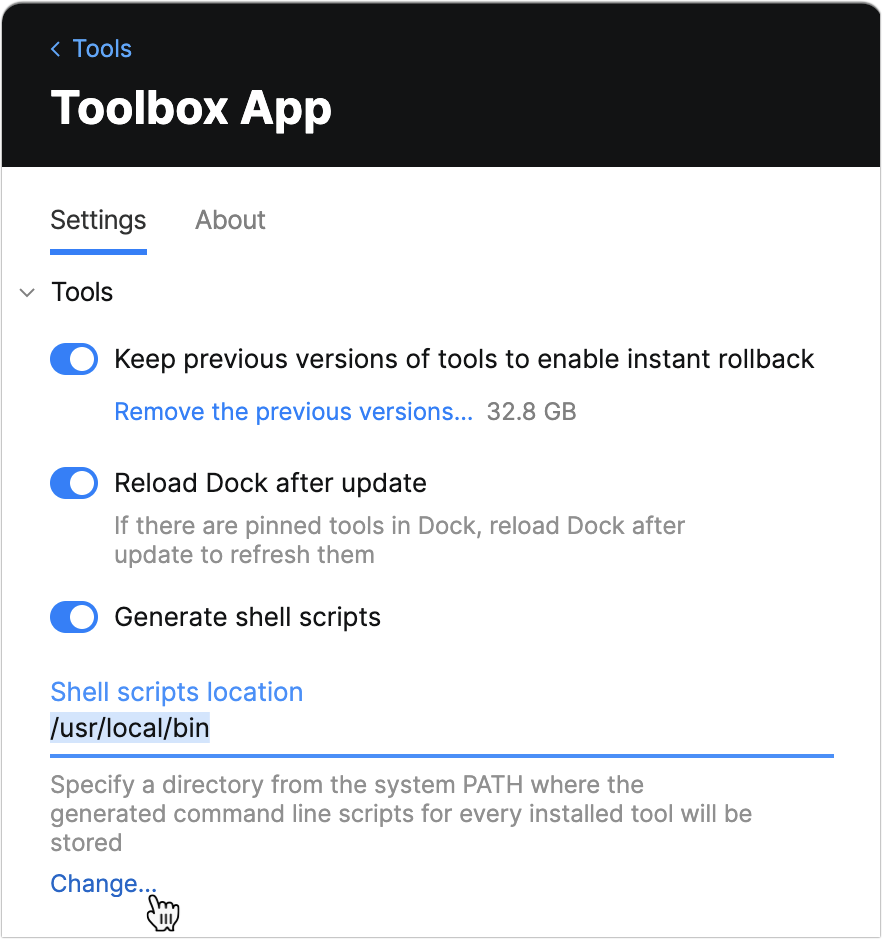 Tools
Toolbox App
Settings About
Tools
Keep previous versions of tools to enable instant rollback
Remove the previous versions... 32.8 GB
Reload Dock after update
If there are pinned tools in Dock, reload Dock after
update to refresh them
Generate shell scripts
Shell scripts location
/usr/local/bin
Specify a directory from the system PATH where the
generated command line scripts for every installed tool will be
stored
Change...